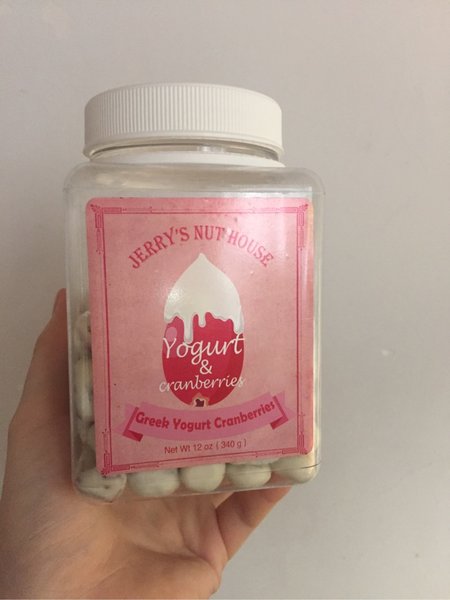 JERRY'S NUT HOUSE
Yogurt
&
cranberries
Greek Yogurt Cranberries
Net Wt 12 oz ( 340 g )